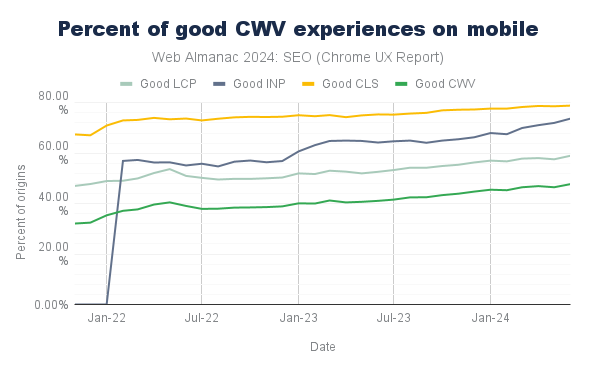 Percent of good CWV experiences on mobile
Web Almanac 2024: SEO (Chrome UX Report)
Good LCP Good INP Good CLS Good CWV
80.00
%
60.00
%
40.00
%
20.00
%
0.00%
Percent of origins
Jan-22 Jul-22 Jan-23 Jul-23 Jan-24
Date